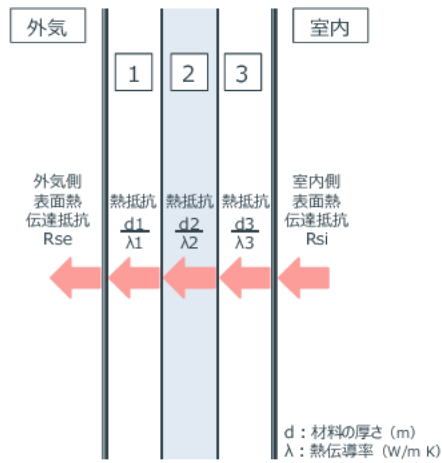 外気
室内
1
2
3
外気側
表面熱
伝達抵抗
Rse
熱抵抗
d1
λ1
熱抵抗
d2
λ2
熱抵抗
d3
λ3
室内側
表面熱
伝達抵抗
Rsi
d：材料の厚さ（m）
λ：熱伝導率（W/m K）